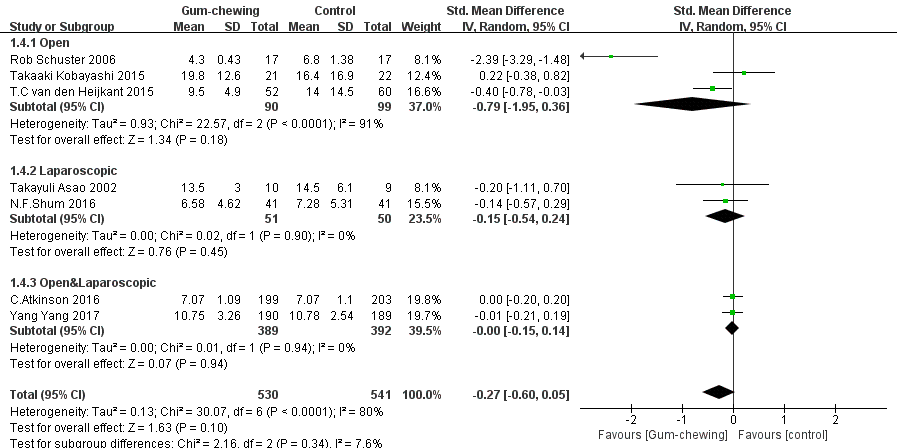 Gum-chewing Control Std. Mean Difference Std. Mean Difference
Study or Subgroup Mean SD Total Mean SD Total Weight IV, Random, 95% CI IV, Random, 95% CI
1.4.1 Open
Rob Schuster 2006 4.3 0.43 17 6.8 1.38 17 8.1% -2.39 [-3.29, -1.48]
Takaaki Kobayashi 2015 19.8 12.6 21 16.4 16.9 22 12.4% 0.22 [-0.38, 0.82]
T.C van den Heijkant 2015 9.5 4.9 52 14 14.5 60 16.6% -0.40 [-0.78, -0.03]
Subtotal (95% CI) 90 99 37.0% -0.79 [-1.95, 0.36]
Heterogeneity: Tau² = 0.93; Chi² = 22.57, df = 2 (P < 0.0001); I² = 91%
Test for overall effect: Z = 1.34 (P = 0.18)
1.4.2 Laparoscopic
Takayuli Asao 2002 13.5 3 10 14.5 6.1 9 8.1% -0.20 [-1.11, 0.70]
N.F.Shum 2016 6.58 4.62 41 7.28 5.31 41 15.5% -0.14 [-0.57, 0.29]
Subtotal (95% CI) 51 50 23.5% -0.15 [-0.54, 0.24]
Heterogeneity: Tau² = 0.00; Chi² = 0.02, df = 1 (P = 0.90); I² = 0%
Test for overall effect: Z = 0.76 (P = 0.45)
1.4.3 Open&Laparoscopic
C.Atkinson 2016 7.07 1.09 199 7.07 1.1 203 19.8% 0.00 [-0.20, 0.20]
Yang Yang 2017 10.75 3.26 190 10.78 2.54 189 19.7% -0.01 [-0.21, 0.19]
Subtotal (95% CI) 389 392 39.5% -0.00 [-0.15, 0.14]
Heterogeneity: Tau² = 0.00; Chi² = 0.01, df = 1 (P = 0.94); I² = 0%
Test for overall effect: Z = 0.07 (P = 0.94)
Total (95% CI) 530 541 100.0% -0.27 [-0.60, 0.05]
Heterogeneity: Tau² = 0.13; Chi² = 30.07, df = 6 (P < 0.0001); I² = 80%
Test for overall effect: Z = 1.63 (P = 0.10)
Test for subgroup differences: Chi² = 2.16, df = 2 (P = 0.34), I² = 7.6%
-2 -1 0 1 2
Favours [Gum-chewing] Favours [control]